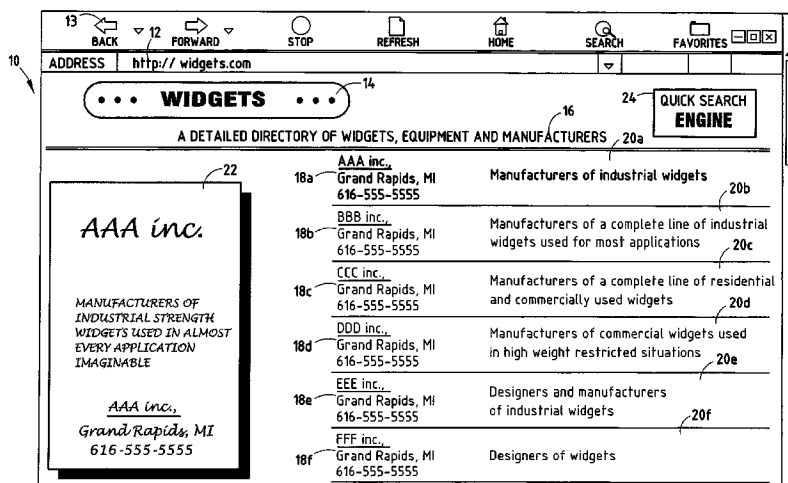 13
12
BACK FORWARD STOP REFRESH HOME SEARCH FAVORITES
10
ADDRESS http:// widgets.com
• • • WIDGETS • • •
14
24
QUICK SEARCH
ENGINE
16
A DETAILED DIRECTORY OF WIDGETS, EQUIPMENT AND MANUFACTURERS
20a
22
AAA inc.
MANUFACTURERS OF
INDUSTRIAL STRENGTH
WIDGETS USED IN ALMOST
EVERY APPLICATION
IMAGINABLE
AAA inc.,
Grand Rapids, MI
616-555-5555
18a
AAA inc.,
Grand Rapids, MI
616-555-5555
Manufacturers of industrial widgets
20b
18b
BBB inc.,
Grand Rapids, MI
616-555-5555
Manufacturers of a complete line of industrial
widgets used for most applications
20c
18c
CCC inc.,
Grand Rapids, MI
616-555-5555
Manufacturers of a complete line of residential
and commercially used widgets
20d
18d
DDD inc.,
Grand Rapids, MI
616-555-5555
Manufacturers of commercial widgets used
in high weight restricted situations
20e
18e
EEE inc.,
Grand Rapids, MI
616-555-5555
Designers and manufacturers
of industrial widgets
20f
18f
FFF inc.,
Grand Rapids, MI
616-555-5555
Designers of widgets